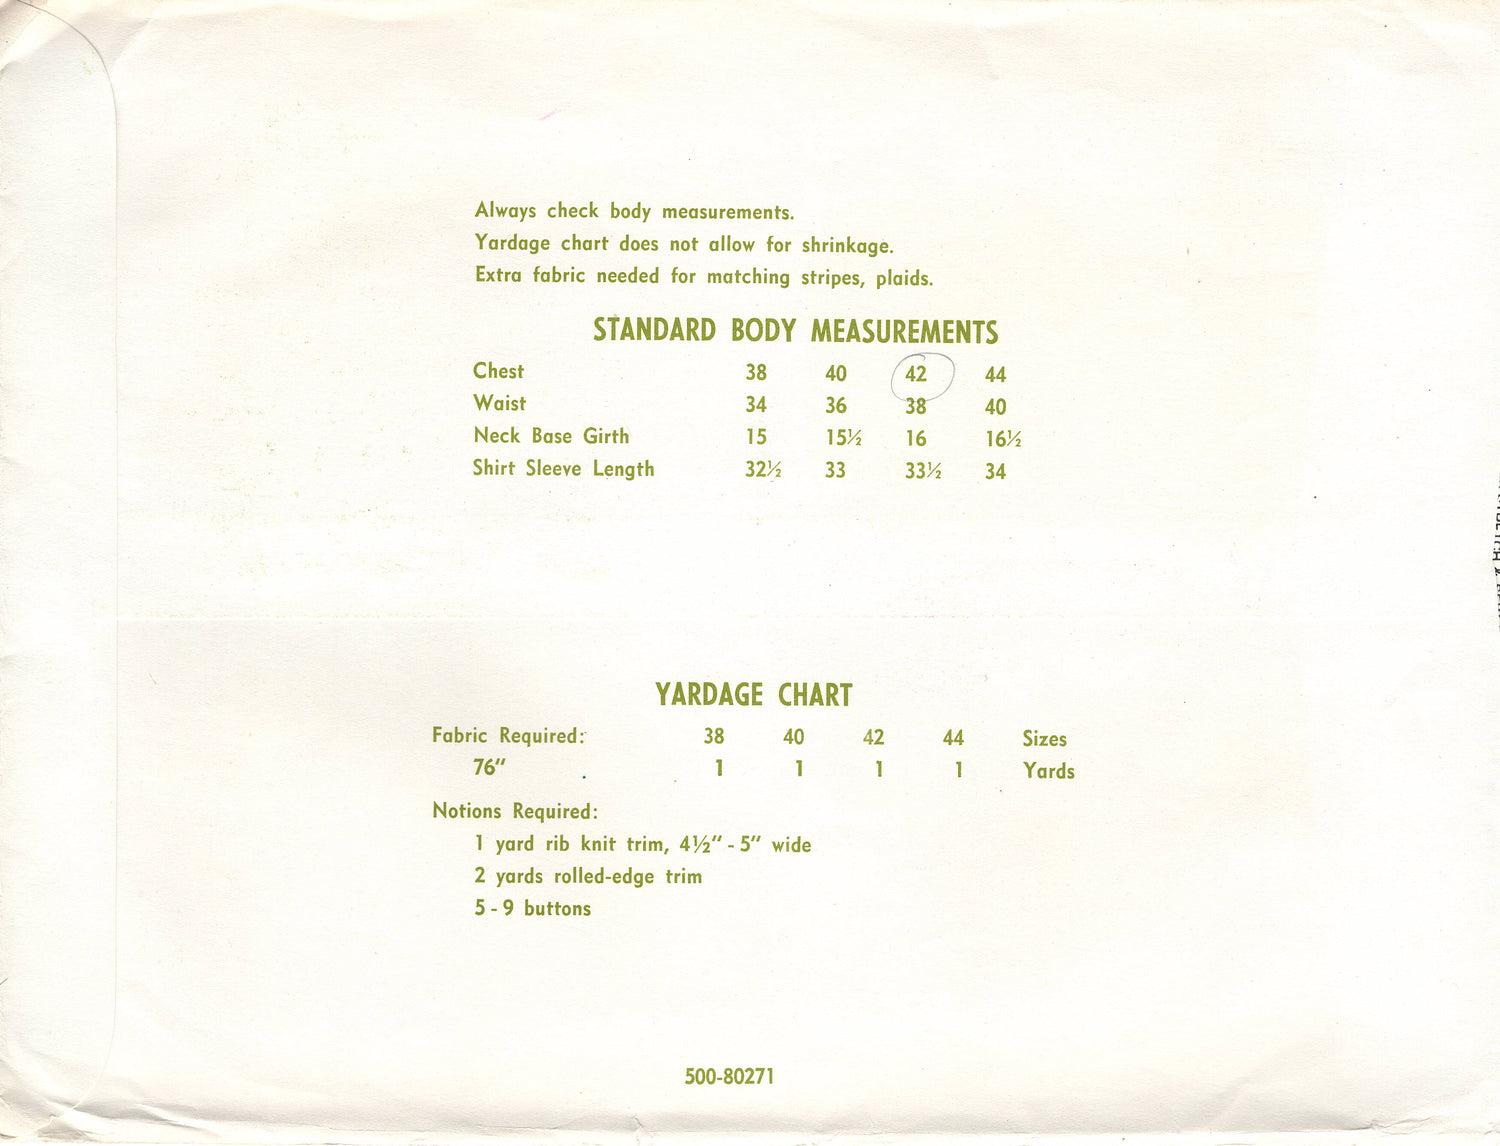 Always check body measurements.
Yardage chart does not allow for shrinkage.
Extra fabric needed for matching stripes, plaids.
STANDARD BODY MEASUREMENTS
Chest 38 40 42 44
Waist 34 36 38 40
Neck Base Girth 15 15½ 16 16½
Shirt Sleeve Length 32½ 33 33½ 34
YARDAGE CHART
Fabric Required: 38 40 42 44 Sizes
76" 1 1 1 1 Yards
Notions Required:
1 yard rib knit trim, 4½" - 5" wide
2 yards rolled-edge trim
5 - 9 buttons
500-80271